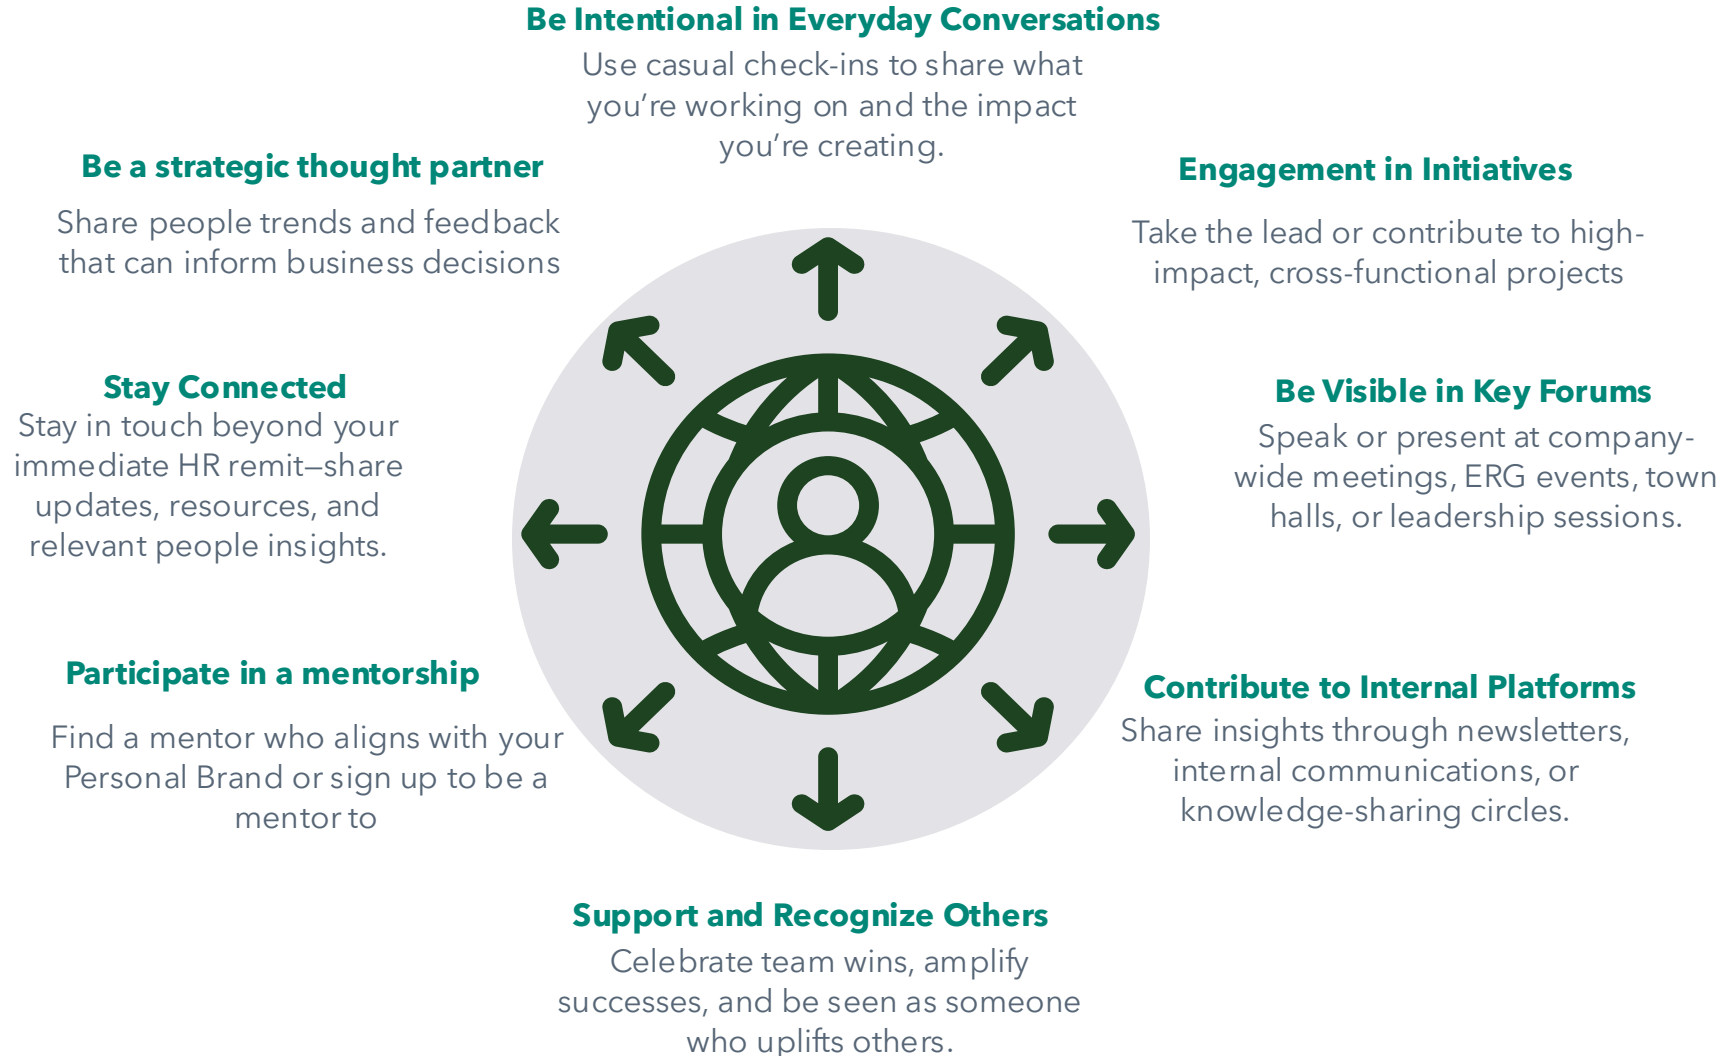 Be Intentional in Everyday Conversations
Use casual check-ins to share what
you’re working on and the impact
you’re creating.
Be a strategic thought partner
Share people trends and feedback
that can inform business decisions
Engagement in Initiatives
Take the lead or contribute to high-
impact, cross-functional projects
Stay Connected
Stay in touch beyond your
immediate HR remit—share
updates, resources, and
relevant people insights.
Be Visible in Key Forums
Speak or present at company-
wide meetings, ERG events, town
halls, or leadership sessions.
Participate in a mentorship
Find a mentor who aligns with your
Personal Brand or sign up to be a
mentor to
Contribute to Internal Platforms
Share insights through newsletters,
internal communications, or
knowledge-sharing circles.
Support and Recognize Others
Celebrate team wins, amplify
successes, and be seen as someone
who uplifts others.